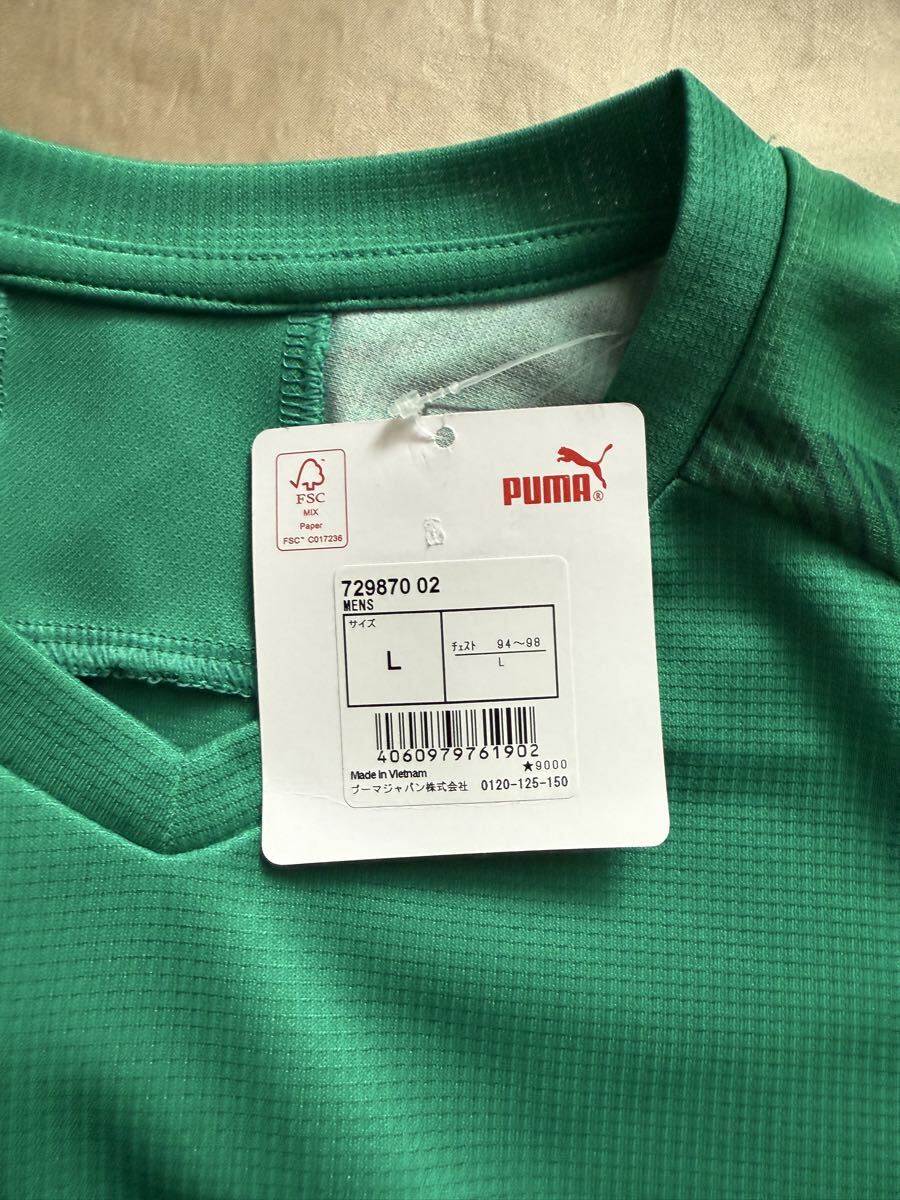 FSC™
MIX
Paper
FSC™ C017236
PUMA®
729870 02
MENS
サイズ
L
チェスト 94〜98
L
4060979761902
★9000
Made in Vietnam
プーマジャパン株式会社 0120-125-150